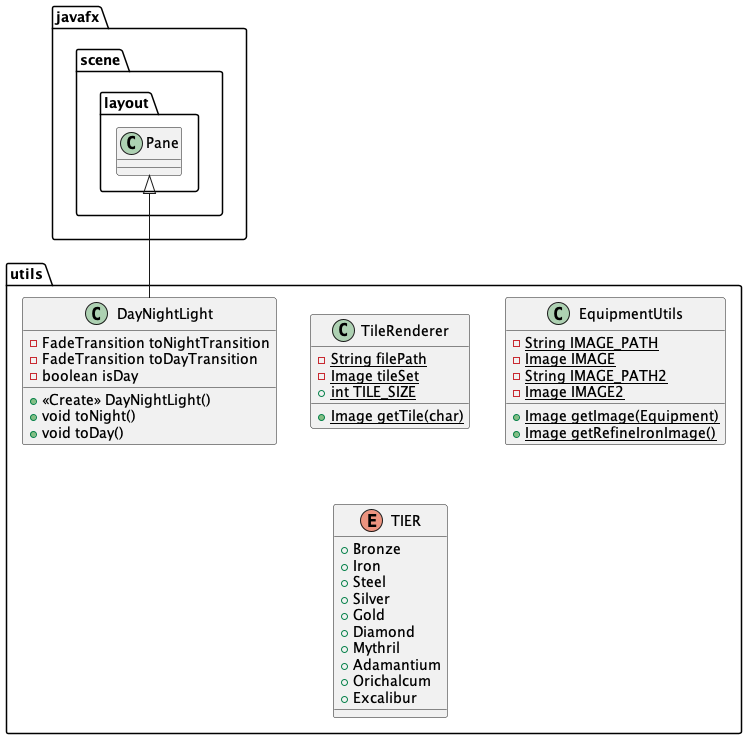 javafx
scene
layout
C Pane
utils
C DayNightLight
FadeTransition toNightTransition
FadeTransition toDayTransition
boolean isDay
«Create» DayNightLight()
void toNight()
void toDay()
C TileRenderer
String filePath
Image tileSet
int TILE_SIZE
Image getTile(char)
C EquipmentUtils
String IMAGE_PATH
Image IMAGE
String IMAGE_PATH2
Image IMAGE2
Image getImage(Equipment)
Image getRefineIronImage()
E TIER
Bronze
Iron
Steel
Silver
Gold
Diamond
Mythril
Adamantium
Orichalcum
Excalibur